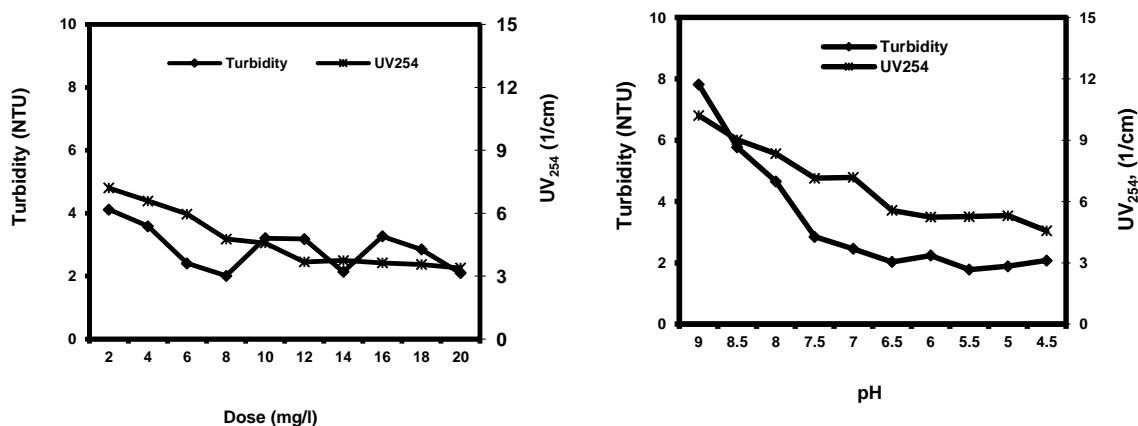 10
8
6
4
2
0
Turbidity (NTU)
Turbidity
UV254
15
12
9
6
3
0
UV254 (1/cm)
2 4 6 8 10 12 14 16 18 20
Dose (mg/l)
10
8
6
4
2
0
Turbidity (NTU)
Turbidity
UV254
15
12
9
6
3
0
UV254, (1/cm)
9 8.5 8 7.5 7 6.5 6 5.5 5 4.5
pH